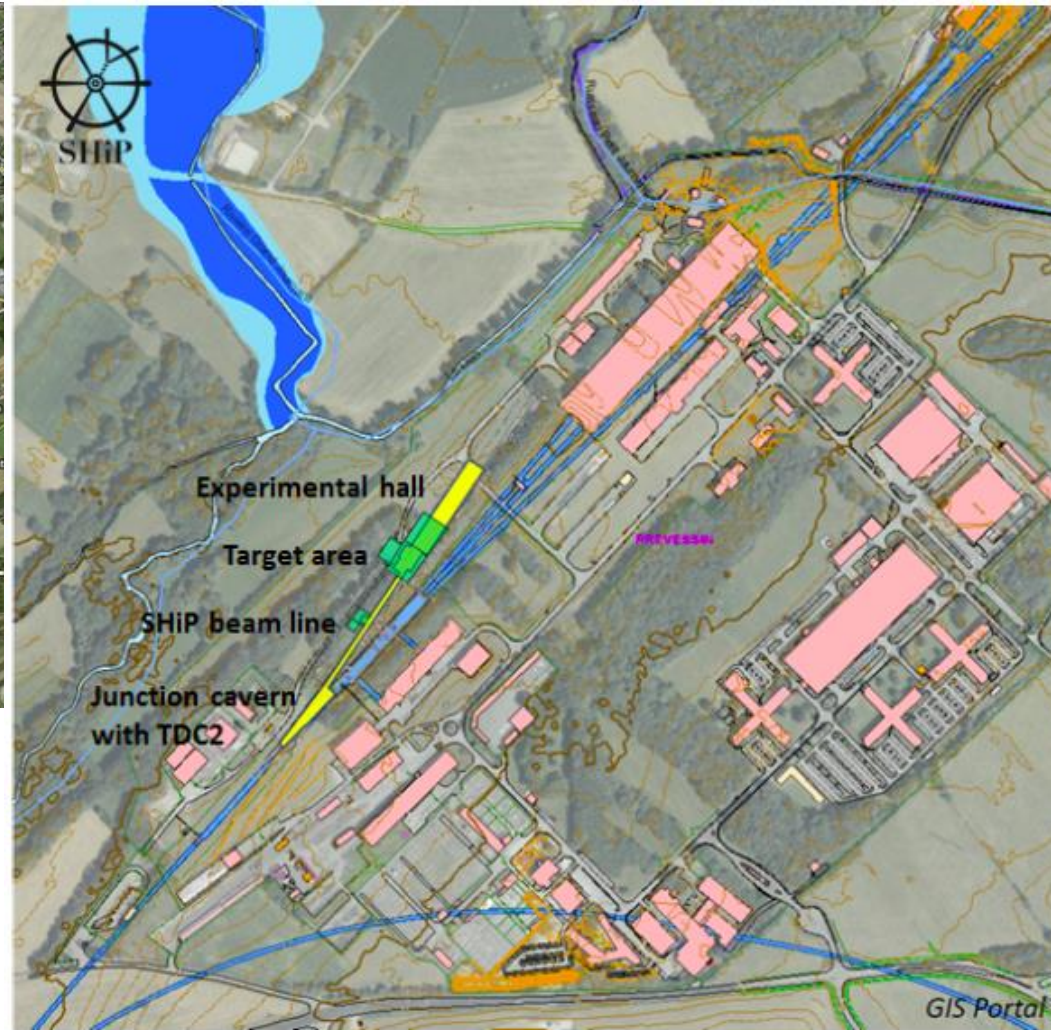 SHiP
Experimental hall
Target area
PREVESSIN
SHiP beam line
Junction cavern
with TDC2
GIS Portal